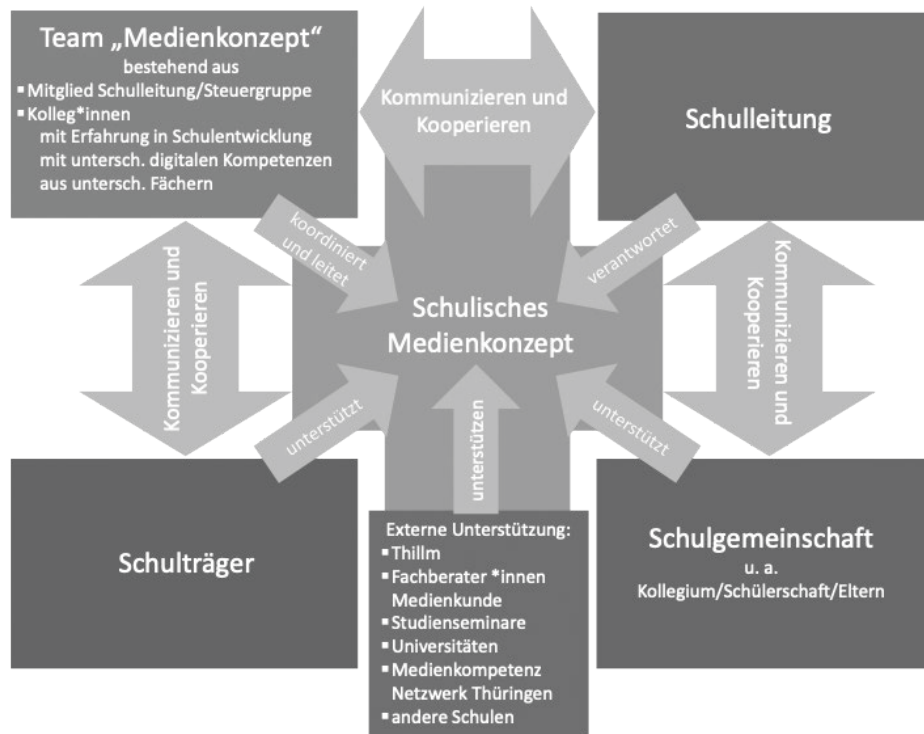 Team „Medienkonzept“
bestehend aus
▪ Mitglied Schulleitung/Steuergruppe
▪ Kolleg*innen
mit Erfahrung in Schulentwicklung
mit untersch. digitalen Kompetenzen
aus untersch. Fächern
Kommunizieren und
Kooperieren
Schulleitung
koordiniert
und leitet
verantwortet
Kommunizieren und
Kooperieren
Schulisches
Medienkonzept
Kommunizieren und
Kooperieren
unterstützt
unterstützen
unterstützt
Schulträger
Externe Unterstützung:
▪ Thillm
▪ Fachberater *innen
Medienkunde
▪ Studienseminare
▪ Universitäten
▪ Medienkompetenz
Netzwerk Thüringen
▪ andere Schulen
Schulgemeinschaft
u. a.
Kollegium/Schülerschaft/Eltern